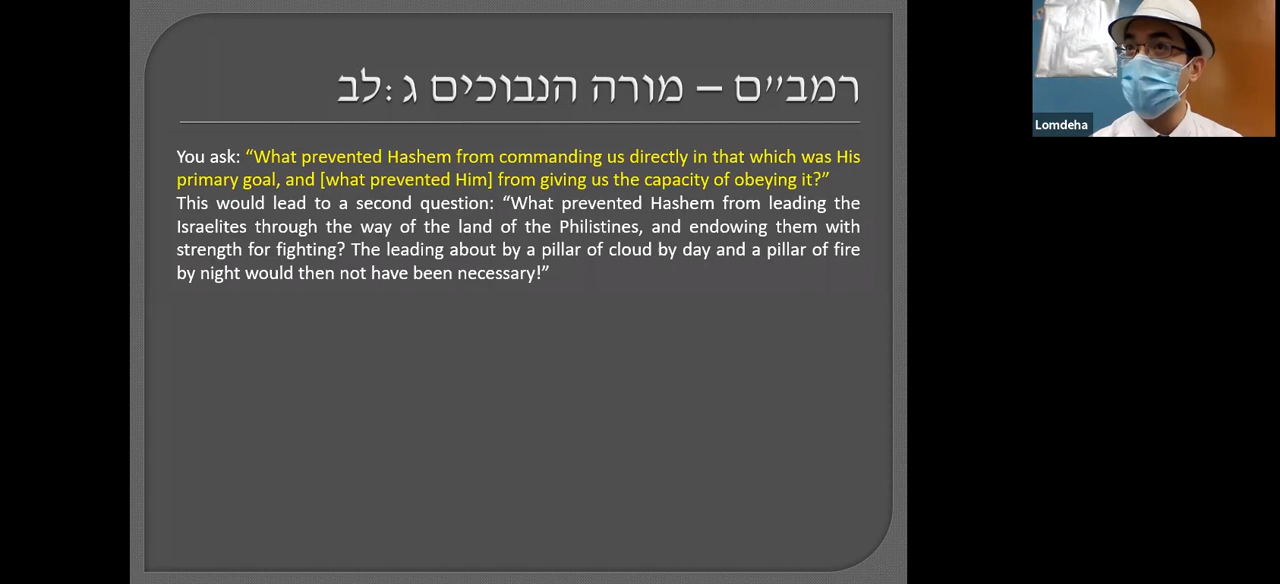 רמב״ם – מורה הנבוכים ג:לב
You ask: “What prevented Hashem from commanding us directly in that which was His
primary goal, and [what prevented Him] from giving us the capacity of obeying it?”
This would lead to a second question: “What prevented Hashem from leading the
Israelites through the way of the land of the Philistines, and endowing them with
strength for fighting? The leading about by a pillar of cloud by day and a pillar of fire
by night would then not have been necessary!”
Lomdeha